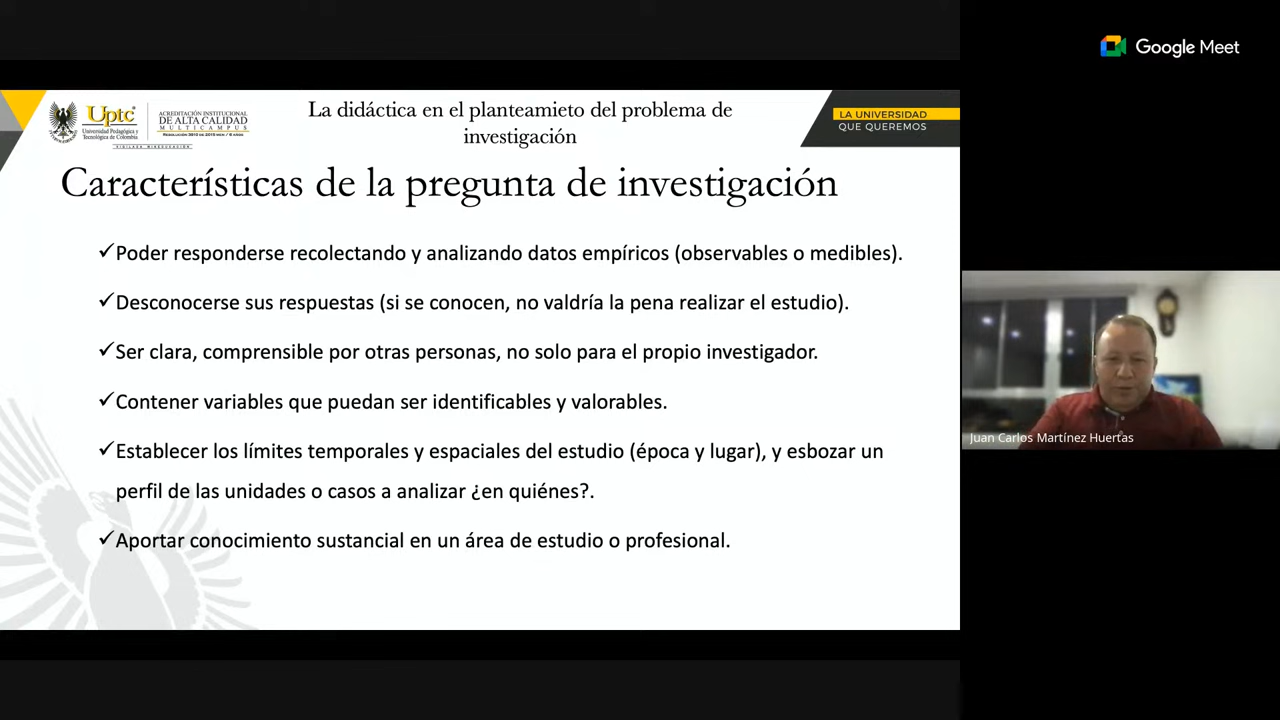 Google Meet
Uptc
Universidad Pedagógica y
Tecnológica de Colombia
ACREDITACIÓN INSTITUCIONAL
DE ALTA CALIDAD
MULTICAMPUS
La didáctica en el planteamieto del problema de
investigación
LA UNIVERSIDAD
QUE QUEREMOS
Características de la pregunta de investigación
✓Poder responderse recolectando y analizando datos empíricos (observables o medibles).
✓Desconocerse sus respuestas (si se conocen, no valdría la pena realizar el estudio).
✓Ser clara, comprensible por otras personas, no solo para el propio investigador.
✓Contener variables que puedan ser identificables y valorables.
✓Establecer los límites temporales y espaciales del estudio (época y lugar), y esbozar un
perfil de las unidades o casos a analizar ¿en quiénes?.
✓Aportar conocimiento sustancial en un área de estudio o profesional.
Juan Carlos Martínez Huertas